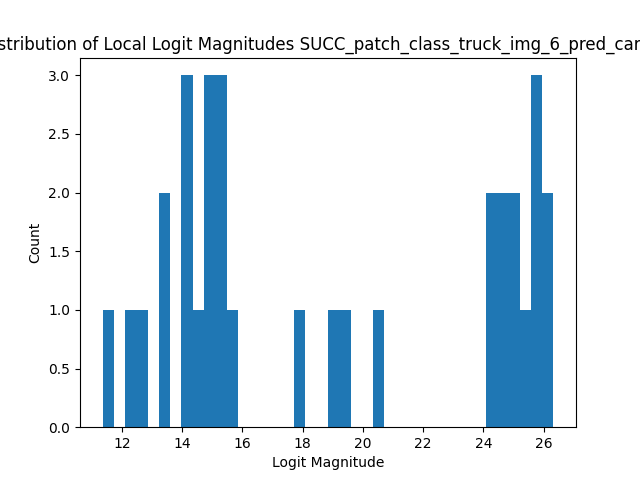 stribution of Local Logit Magnitudes SUCC_patch_class_truck_img_6_pred_car
3.0
2.5
2.0
1.5
1.0
0.5
0.0
Count
12 14 16 18 20 22 24 26
Logit Magnitude